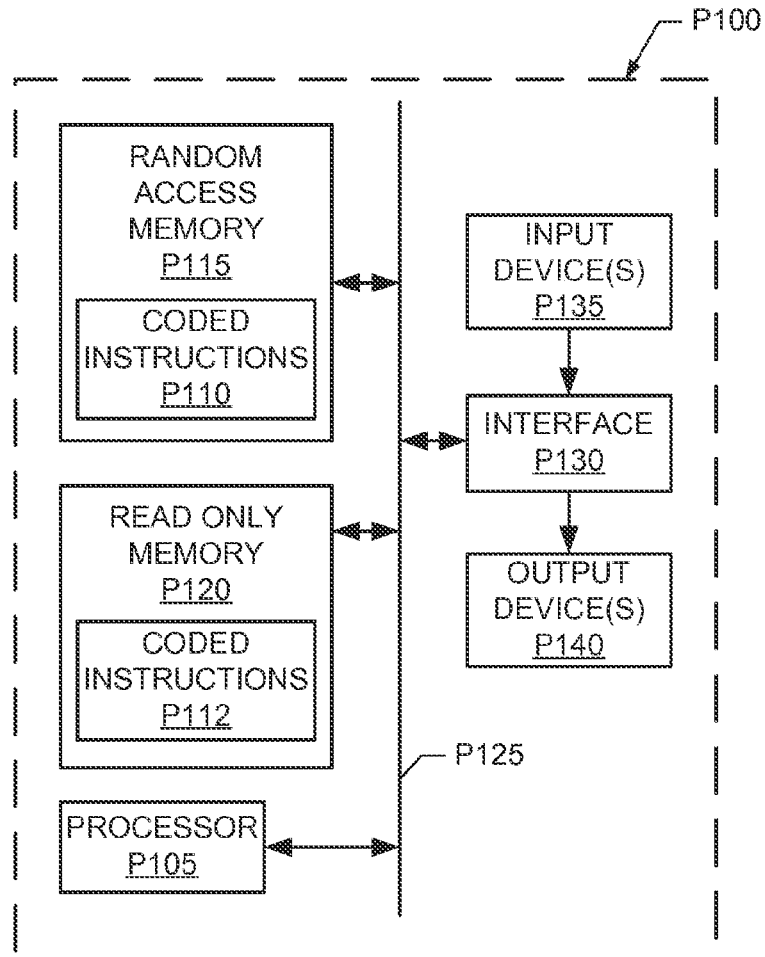 P100
RANDOM
ACCESS
MEMORY
P115
CODED
INSTRUCTIONS
P110
READ ONLY
MEMORY
P120
CODED
INSTRUCTIONS
P112
PROCESSOR
P105
INPUT
DEVICE(S)
P135
INTERFACE
P130
OUTPUT
DEVICE(S)
P140
P125